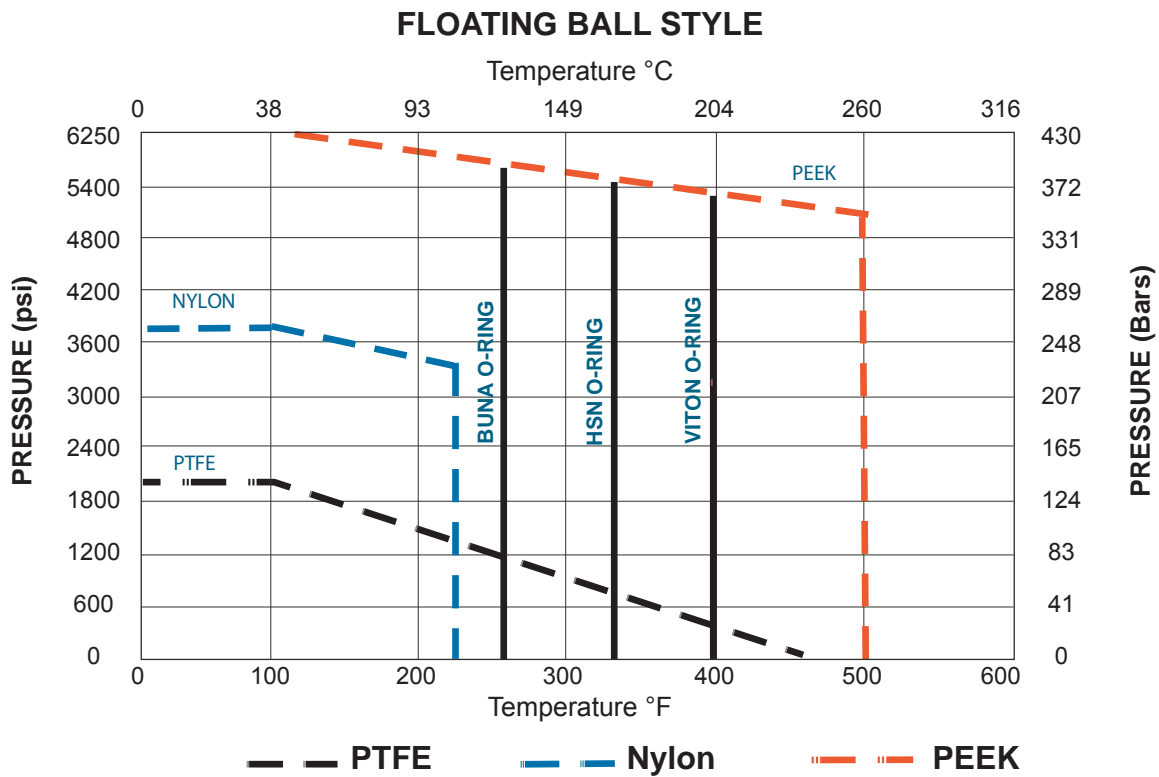 FLOATING BALL STYLE
Temperature °C
0 38 93 149 204 260 316
6250 430
5400 372
4800 331
4200 289
3600 248
3000 207
2400 165
1800 124
1200 83
600 41
0 0
PRESSURE (psi)
PRESSURE (Bars)
PEEK
NYLON
PTFE
BUNA O-RING
HSN O-RING
VITON O-RING
0 100 200 300 400 500 600
Temperature °F
PTFE Nylon PEEK